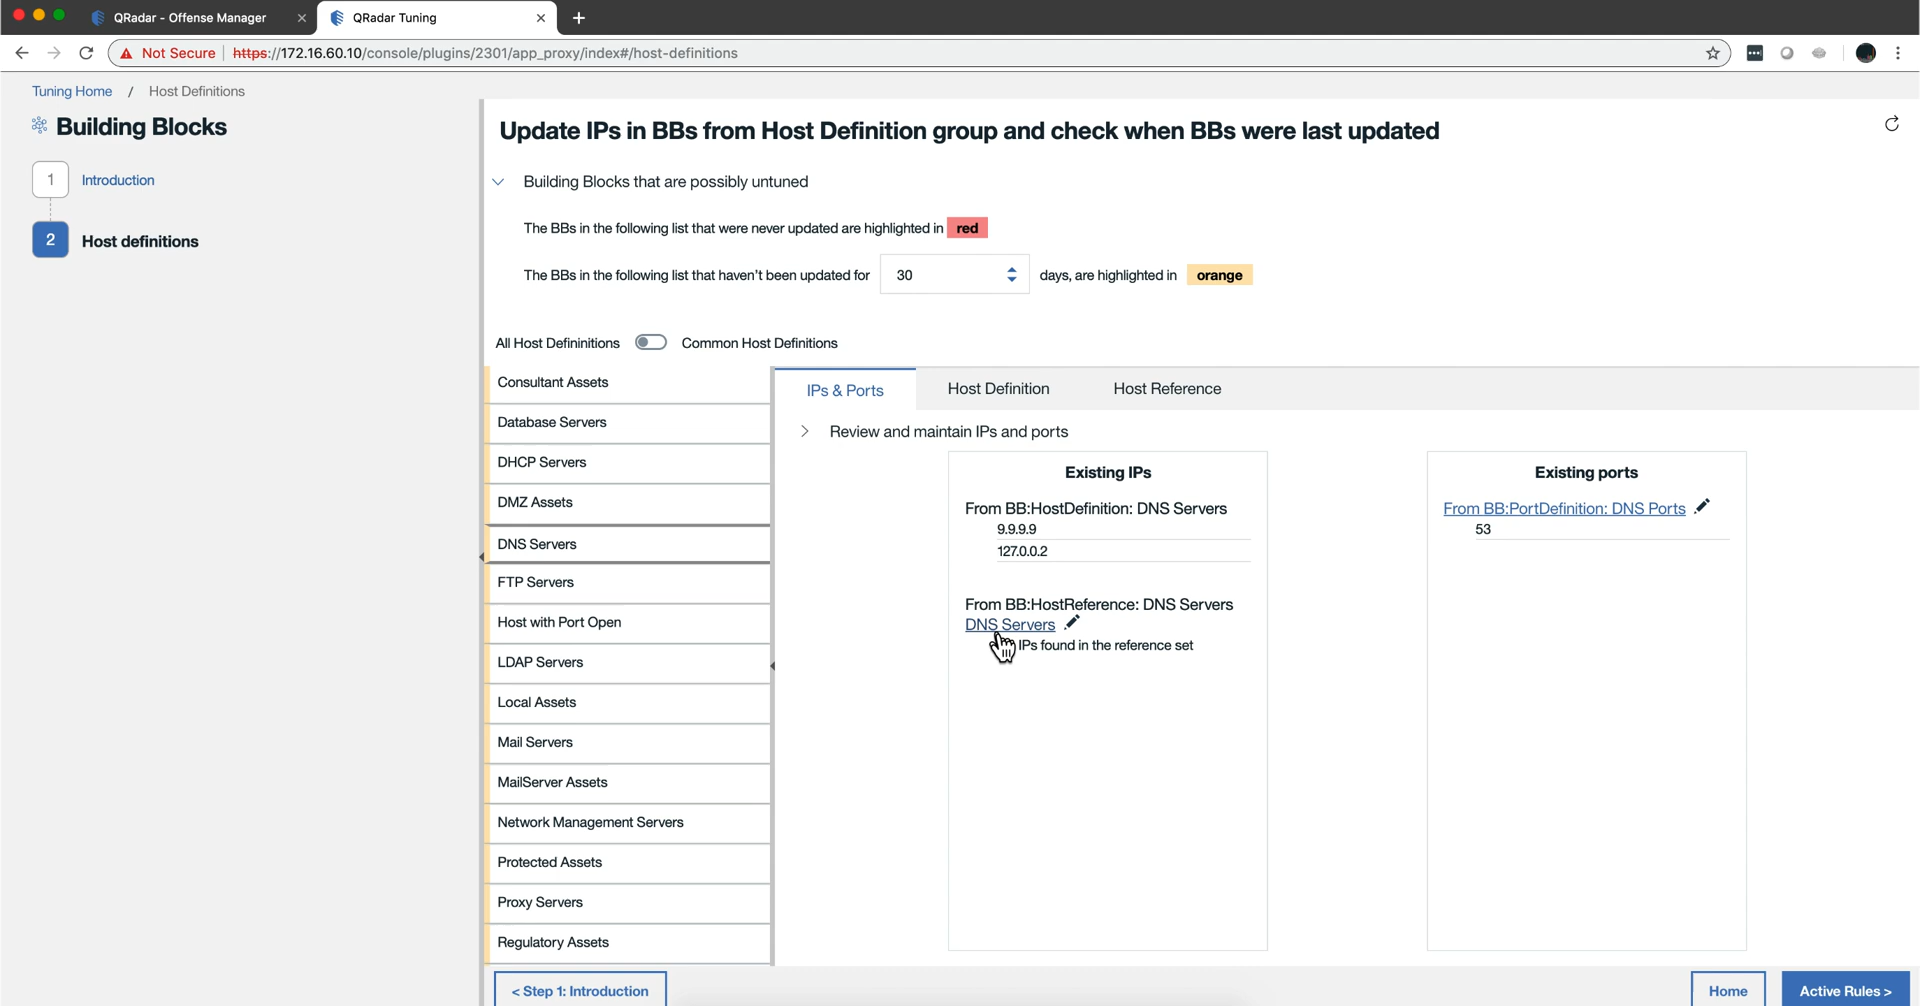 QRadar - Offense Manager
QRadar Tuning
Not Secure
https://172.16.60.10/console/plugins/2301/app_proxy/index#/host-definitions
Tuning Home / Host Definitions
Building Blocks
1 Introduction
2 Host definitions
Update IPs in BBs from Host Definition group and check when BBs were last updated
Building Blocks that are possibly untuned
The BBs in the following list that were never updated are highlighted in red
The BBs in the following list that haven't been updated for 30 days, are highlighted in orange
All Host Defininitions Common Host Definitions
Consultant Assets
Database Servers
DHCP Servers
DMZ Assets
DNS Servers
FTP Servers
Host with Port Open
LDAP Servers
Local Assets
Mail Servers
MailServer Assets
Network Management Servers
Protected Assets
Proxy Servers
Regulatory Assets
IPs & Ports Host Definition Host Reference
Review and maintain IPs and ports
Existing IPs
From BB:HostDefinition: DNS Servers
9.9.9.9
127.0.0.2
From BB:HostReference: DNS Servers
DNS Servers
IPs found in the reference set
Existing ports
From BB:PortDefinition: DNS Ports
53
< Step 1: Introduction
Home
Active Rules >